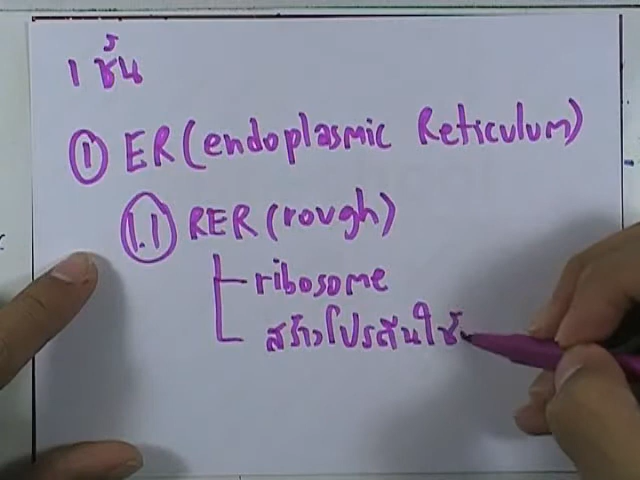 1 ชั้น
① ER (endoplasmic Reticulum)
1.1 RER (rough)
ribosome
สร้างโปรตีนใช้